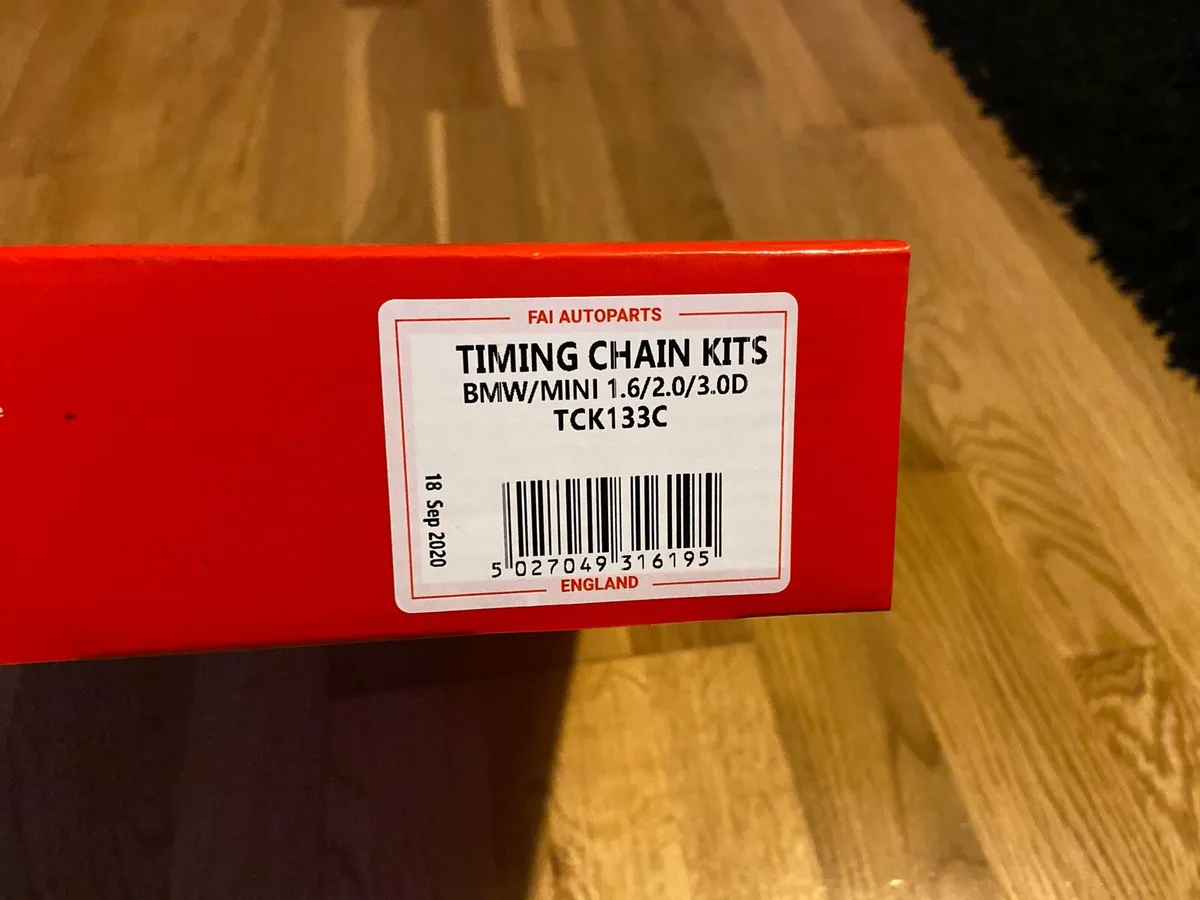 FAI AUTOPARTS
TIMING CHAIN KITS
BMW/MINI 1.6/2.0/3.0D
TCK133C
18 Sep 2020
5 027049 316195
ENGLAND